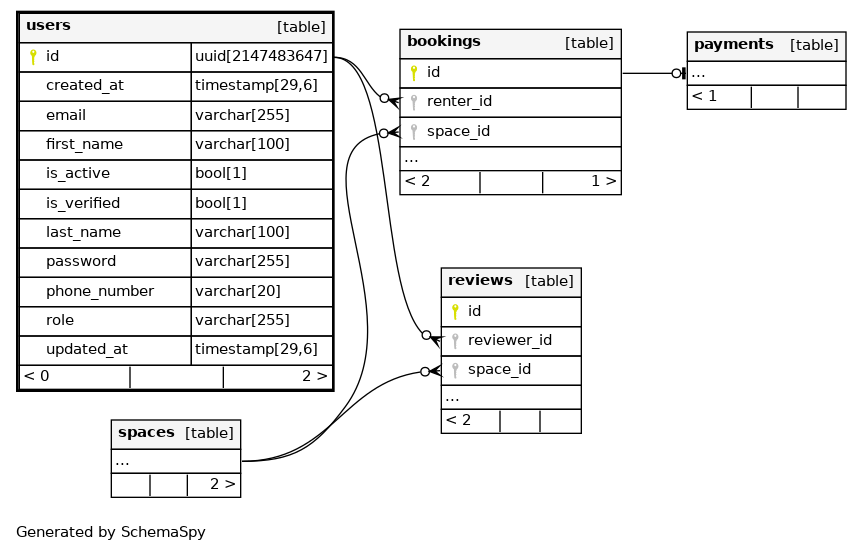 users [table]
id uuid[2147483647]
created_at timestamp[29,6]
email varchar[255]
first_name varchar[100]
is_active bool[1]
is_verified bool[1]
last_name varchar[100]
password varchar[255]
phone_number varchar[20]
role varchar[255]
updated_at timestamp[29,6]
< 0 2 >
bookings [table]
id
renter_id
space_id
...
< 2 1 >
payments [table]
...
< 1
reviews [table]
id
reviewer_id
space_id
...
< 2
spaces [table]
...
2 >
Generated by SchemaSpy